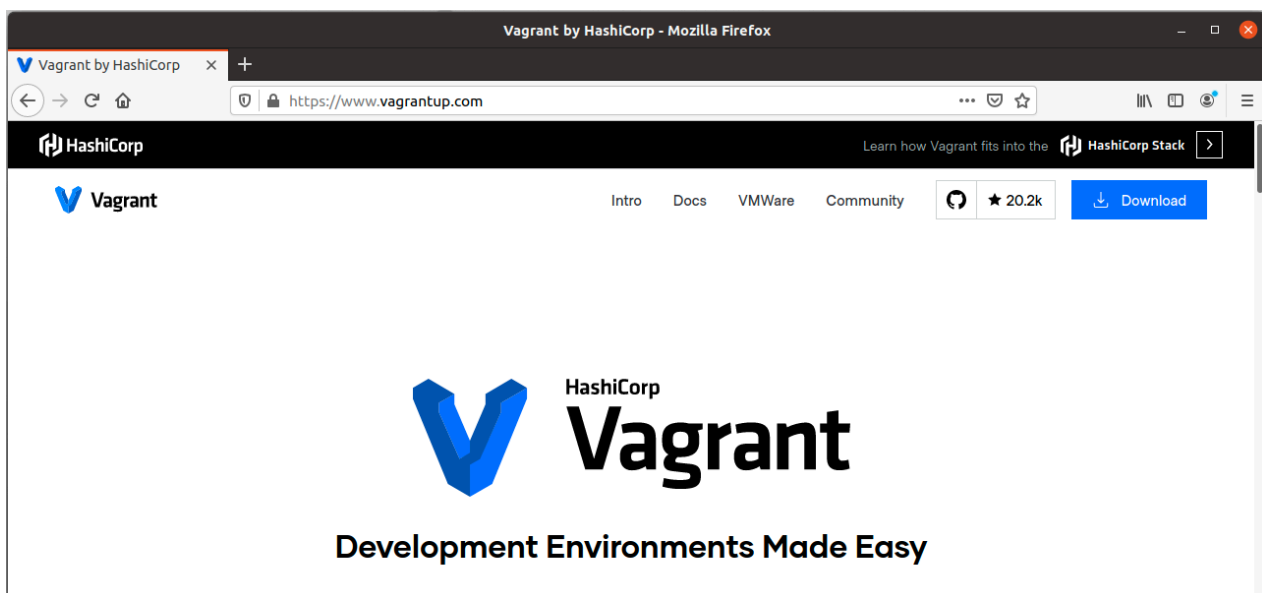 Vagrant by HashiCorp - Mozilla Firefox
Vagrant by HashiCorp
https://www.vagrantup.com
HashiCorp
Learn how Vagrant fits into the HashiCorp Stack
Vagrant
Intro Docs VMWare Community 20.2k Download
HashiCorp
Vagrant
Development Environments Made Easy